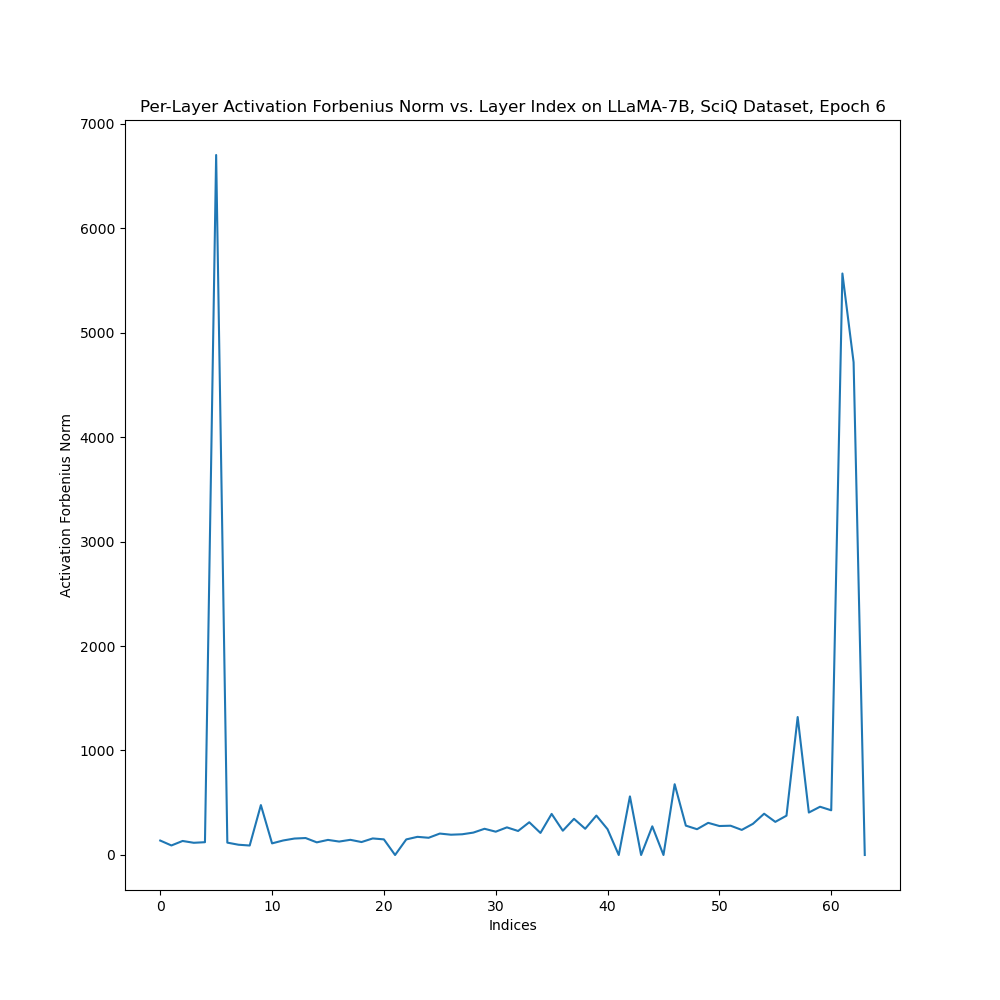 Per-Layer Activation Forbenius Norm vs. Layer Index on LLaMA-7B, SciQ Dataset, Epoch 6
7000
6000
5000
4000
3000
2000
1000
0
Activation Forbenius Norm
0 10 20 30 40 50 60
Indices